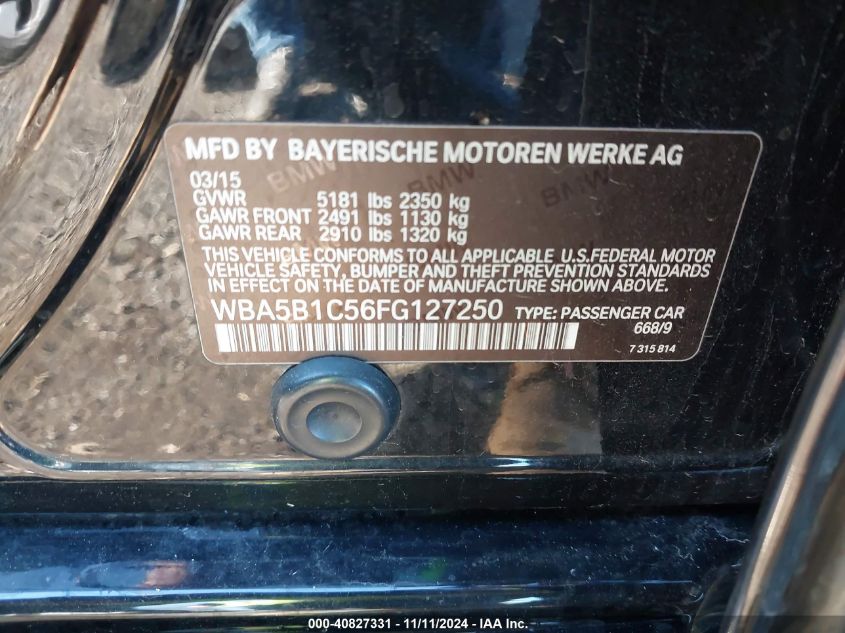 MFD BY BAYERISCHE MOTOREN WERKE AG
BMW BMW BMW
03/15
GVWR 5181 lbs 2350 kg
GAWR FRONT 2491 lbs 1130 kg
GAWR REAR 2910 lbs 1320 kg
THIS VEHICLE CONFORMS TO ALL APPLICABLE U.S.FEDERAL MOTOR
VEHICLE SAFETY, BUMPER AND THEFT PREVENTION STANDARDS
IN EFFECT ON THE DATE OF MANUFACTURE SHOWN ABOVE.
WBA5B1C56FG127250 TYPE: PASSENGER CAR
668/9
7 315 814
000-40827331 - 11/11/2024 - IAA Inc.